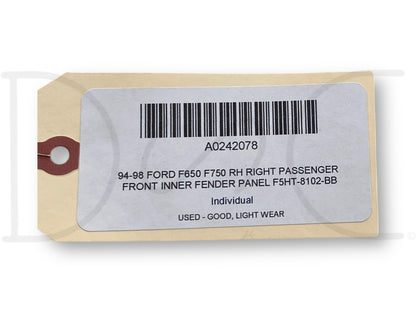 A0242078
94-98 FORD F650 F750 RH RIGHT PASSENGER
FRONT INNER FENDER PANEL F5HT-8102-BB
Individual
USED - GOOD, LIGHT WEAR